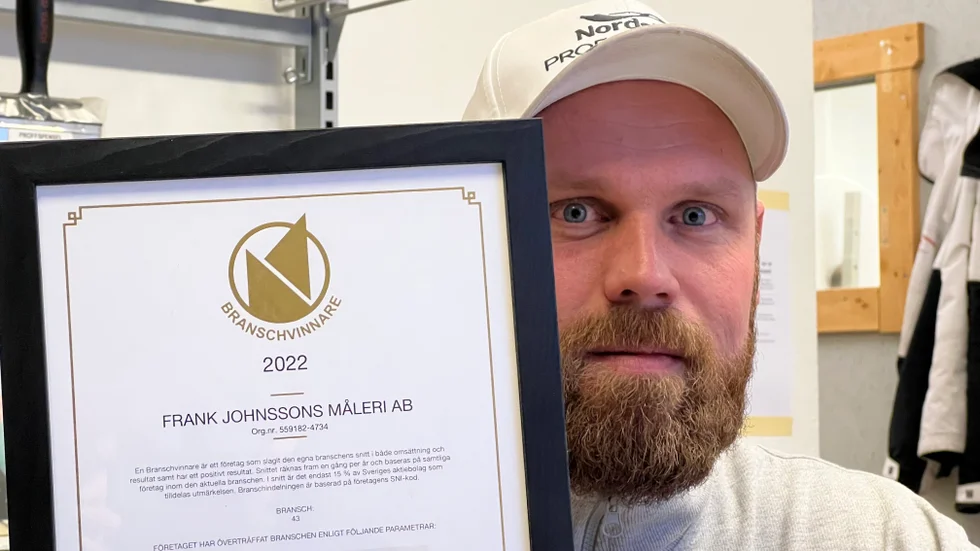 Nord
PROF
BRANSCHVINNARE
2022
FRANK JOHNSSONS MÅLERI AB
Org.nr. 559182-4734
En Branschvinnare är ett företag som slagit den egna branschens snitt i både omsättning och
resultat samt har ett positivt resultat. Snittet räknas fram en gång per år och baseras på samtliga
företag inom den aktuella branschen. I snitt är det endast 15 % av Sveriges aktiebolag som
tilldelas utmärkelsen. Branschindelningen är baserad på företagets SNI-kod.
BRANSCH:
43
FÖRETAGET HAR ÖVERTRÄFFAT BRANSCHEN ENLIGT FÖLJANDE PARAMETRAR: